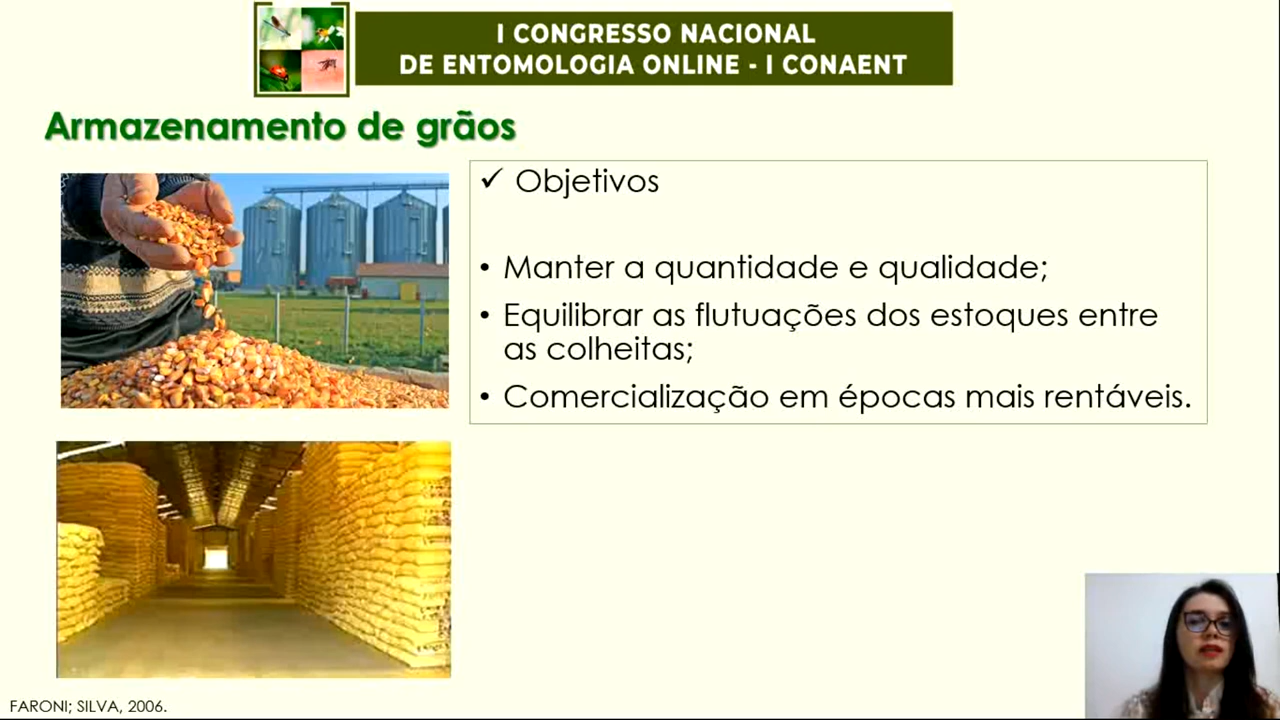 I CONGRESSO NACIONAL
DE ENTOMOLOGIA ONLINE - I CONAENT
Armazenamento de grãos
✓ Objetivos
• Manter a quantidade e qualidade;
• Equilibrar as flutuações dos estoques entre
as colheitas;
• Comercialização em épocas mais rentáveis.
FARONI; SILVA, 2006.